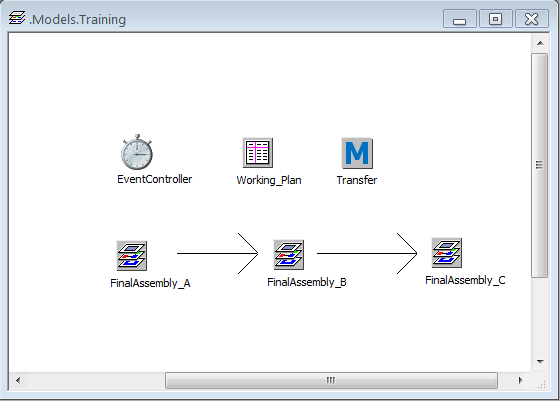 .Models.Training
EventController
Working_Plan
M
Transfer
FinalAssembly_A
FinalAssembly_B
FinalAssembly_C